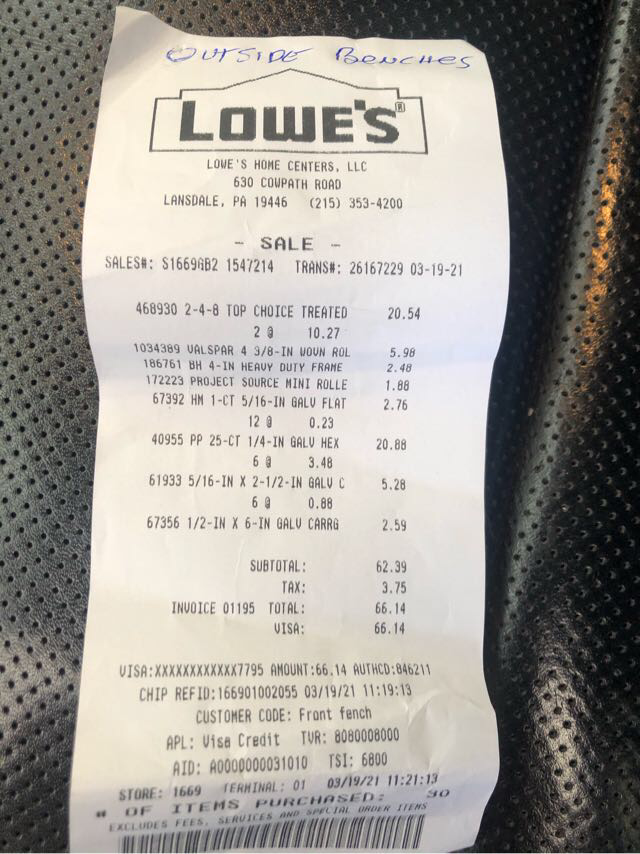 OUTSIDE BENCHES
LOWE'S®
LOWE'S HOME CENTERS, LLC
630 COWPATH ROAD
LANSDALE, PA 19446 (215) 353-4200
- SALE -
SALES#: S1669GB2 1547214 TRANS#: 26167229 03-19-21
468930 2-4-8 TOP CHOICE TREATED 20.54
2 @ 10.27
1034389 VALSPAR 4 3/8-IN WOVN ROL 5.98
186761 BH 4-IN HEAVY DUTY FRAME 2.48
172223 PROJECT SOURCE MINI ROLLE 1.88
67392 HM 1-CT 5/16-IN GALV FLAT 2.76
12 @ 0.23
40955 PP 25-CT 1/4-IN GALV HEX 20.88
6 @ 3.48
61933 5/16-IN X 2-1/2-IN GALV C 5.28
6 @ 0.88
67356 1/2-IN X 6-IN GALV CARRG 2.59
SUBTOTAL: 62.39
TAX: 3.75
INVOICE 01195 TOTAL: 66.14
VISA: 66.14
VISA:XXXXXXXXXXXX7795 AMOUNT:66.14 AUTHCD:846211
CHIP REFID:166901002055 03/19/21 11:19:13
CUSTOMER CODE: Front fench
APL: Visa Credit TVR: 8080008000
AID: A0000000031010 TSI: 6800
STORE: 1669 TERMINAL: 01 03/19/21 11:21:13
# OF ITEMS PURCHASED: 30
EXCLUDES FEES, SERVICES AND SPECIAL ORDER ITEMS